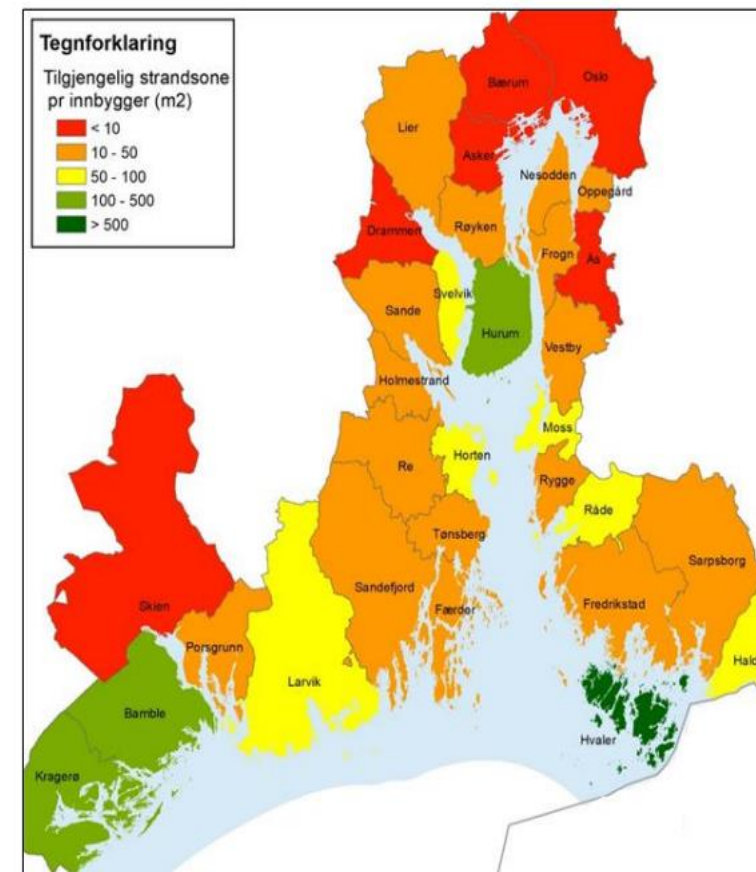 Tegnforklaring
Tilgjengelig strandsone
pr innbygger (m2)
< 10
10 - 50
50 - 100
100 - 500
> 500
Bærum
Oslo
Lier
Asker
Nesodden
Oppegård
Drammen
Røyken
Frogn
Ås
Svelvik
Sande
Hurum
Vestby
Holmestrand
Moss
Horten
Re
Rygge
Råde
Tønsberg
Sarpsborg
Skien
Sandefjord
Færder
Fredrikstad
Porsgrunn
Larvik
Hald
Bamble
Hvaler
Kragerø